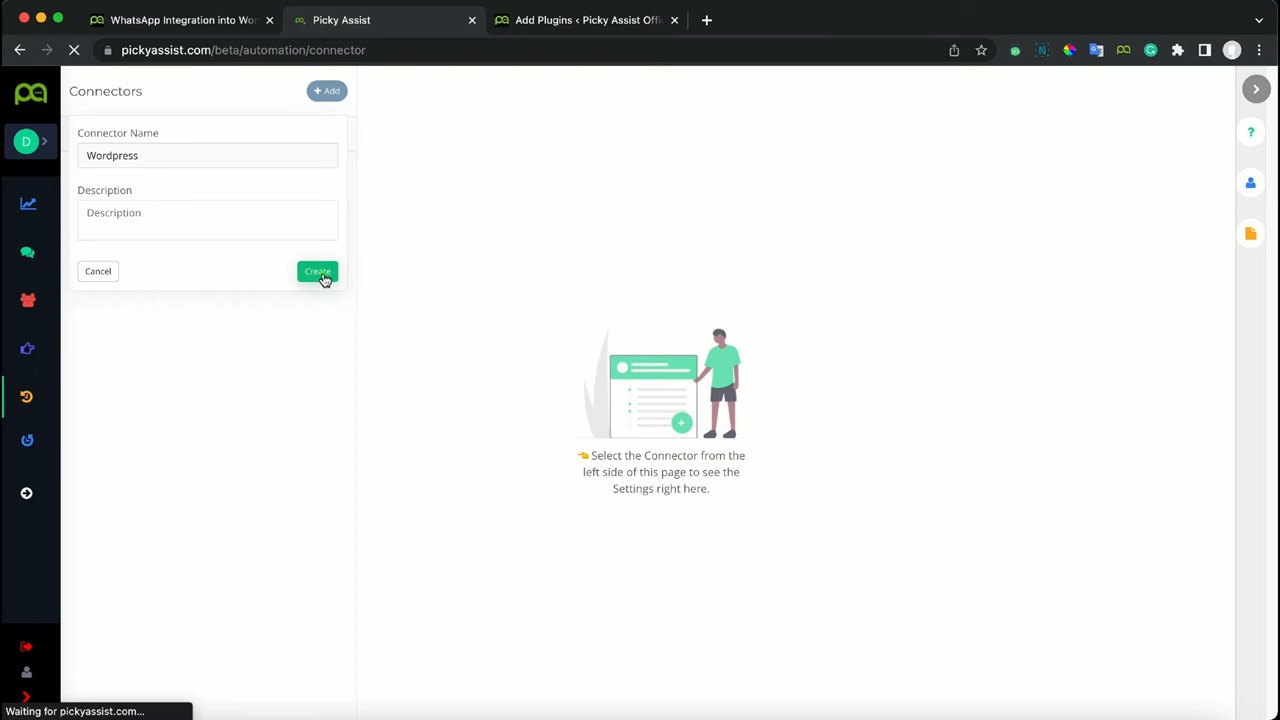 WhatsApp Integration into Wor
Picky Assist
Add Plugins ‹ Picky Assist Offi
pickyassist.com/beta/automation/connector
Connectors
+ Add
D
Connector Name
Wordpress
Description
Description
Cancel
Create
Select the Connector from the
left side of this page to see the
Settings right here.
Waiting for pickyassist.com...